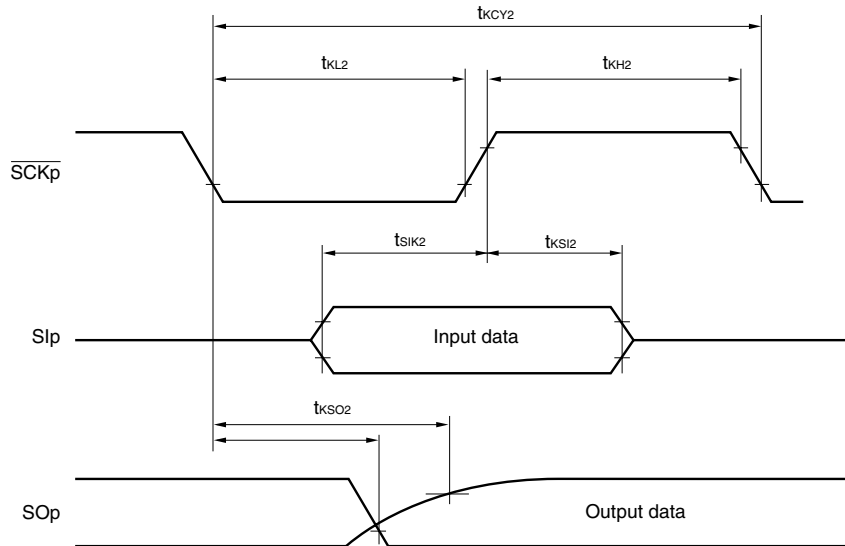 tKCY2
tKL2 tKH2
SCKp
tSIK2 tKSI2
SIp Input data
tKSO2
SOp Output data